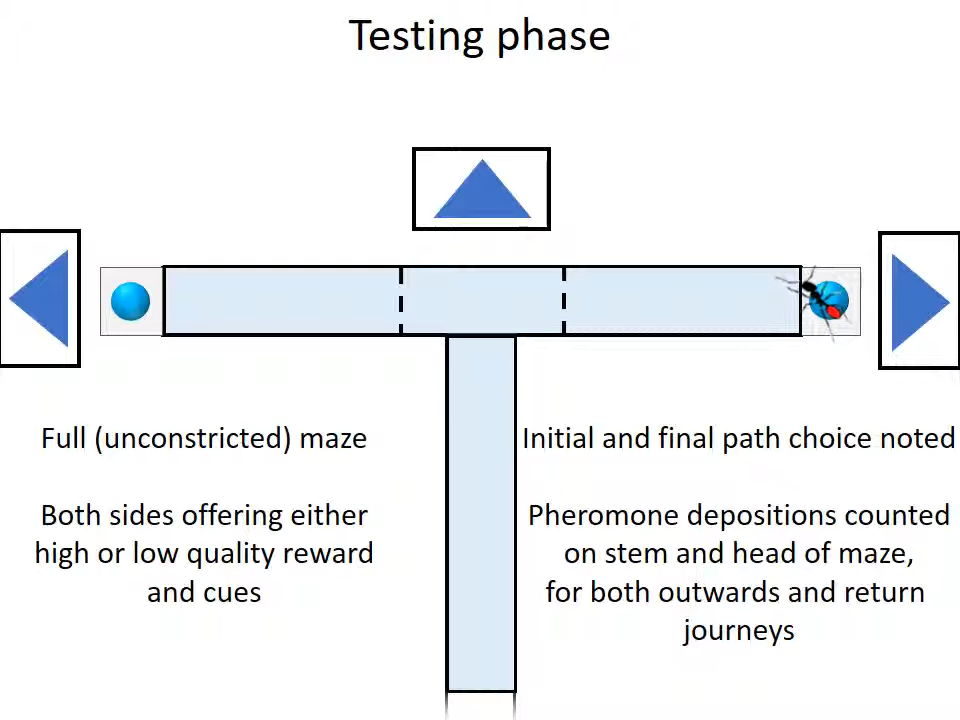 Testing phase
Full (unconstricted) maze
Both sides offering either
high or low quality reward
and cues
Initial and final path choice noted
Pheromone depositions counted
on stem and head of maze,
for both outwards and return
journeys